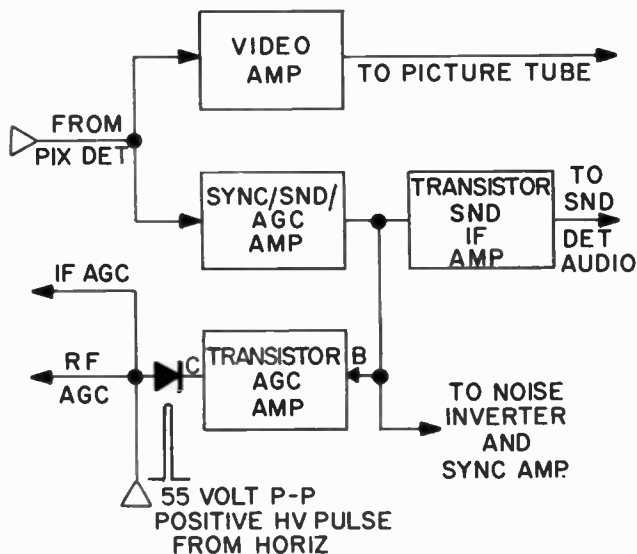 VIDEO
AMP
TO PICTURE TUBE
FROM
PIX DET
SYNC/SND/
AGC
AMP
TRANSISTOR
SND
IF
AMP
TO
SND
DET
AUDIO
IF AGC
RF
AGC
C
TRANSISTOR
AGC
AMP
B
TO NOISE
INVERTER
AND
SYNC AMP.
55 VOLT P-P
POSITIVE HV PULSE
FROM HORIZ